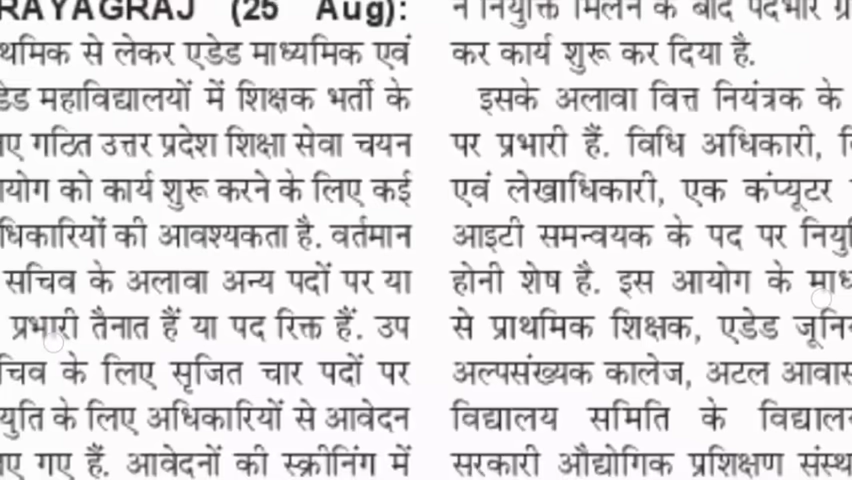 RAYAGRAJ (25 Aug):
थमिक से लेकर एडेड माध्यमिक एवं
डेड महाविद्यालयों में शिक्षक भर्ती के
ए गठित उत्तर प्रदेश शिक्षा सेवा चयन
योग को कार्य शुरू करने के लिए कई
धिकारियों की आवश्यकता है. वर्तमान
सचिव के अलावा अन्य पदों पर या
प्रभारी तैनात हैं या पद रिक्त हैं. उप
चिव के लिए सृजित चार पदों पर
युति के लिए अधिकारियों से आवेदन
ए गए हैं. आवेदनों की स्क्रीनिंग में
न नियुक्ति मिलने के बाद पदभार ग्र
कर कार्य शुरू कर दिया है.
इसके अलावा वित्त नियंत्रक के
पर प्रभारी हैं. विधि अधिकारी, वि
एवं लेखाधिकारी, एक कंप्यूटर
आइटी समन्वयक के पद पर नियु
होनी शेष है. इस आयोग के माध
से प्राथमिक शिक्षक, एडेड जूनि
अल्पसंख्यक कालेज, अटल आवास
विद्यालय समिति के विद्याल
सरकारी औद्योगिक प्रशिक्षण संस्थ